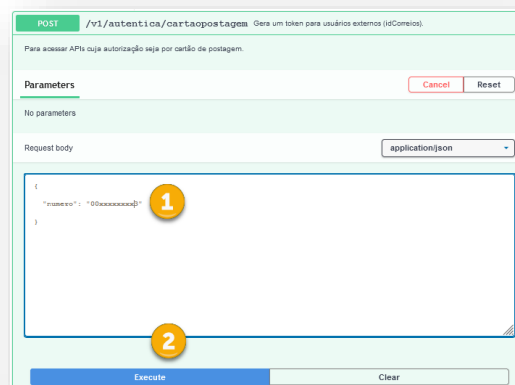 POST /v1/autentica/cartaopostagem Gera um token para usuários externos (idCorreios).
Para acessar APIs cuja autorização seja por cartão de postagem.
Parameters Cancel Reset
No parameters
Request body application/json
{
"numero": "00xxxxxxxx3"
1
}
2
Execute Clear